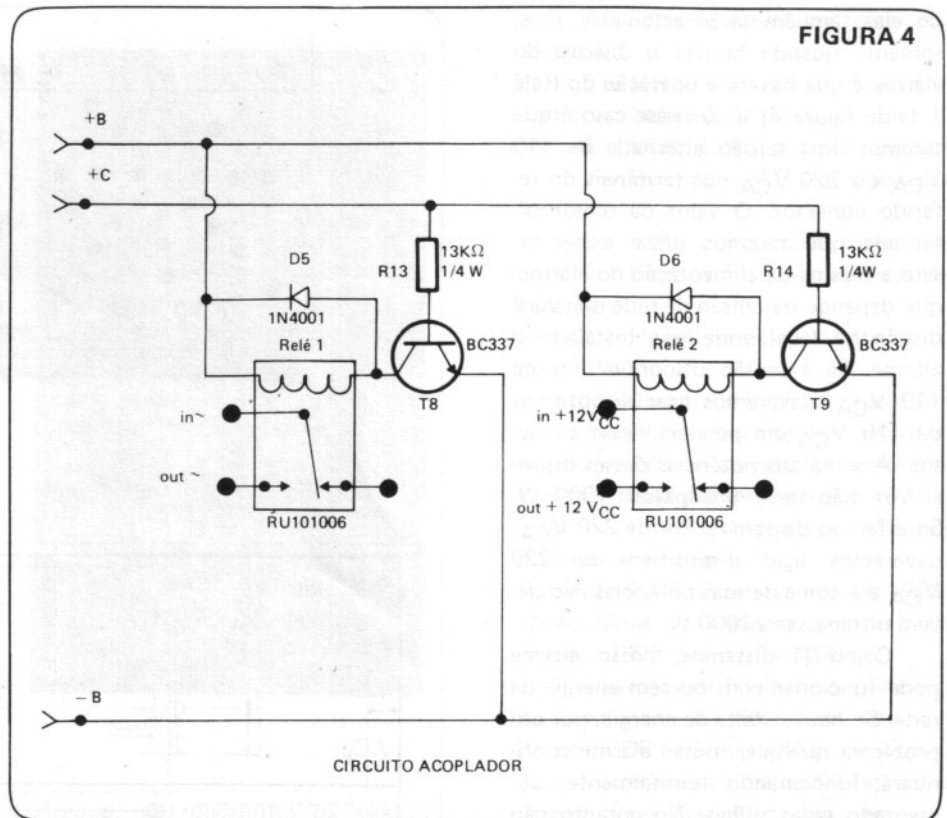 FIGURA 4
+B
+C
D5
1N4001
R13
13KΩ
1/4 W
BC337
T8
Relé 1
in~
out~
RU101006
D6
1N4001
R14
13KΩ
1/4W
BC337
T9
Relé 2
in +12VCC
out + 12 VCC
RU101006
B
CIRCUITO ACOPLADOR